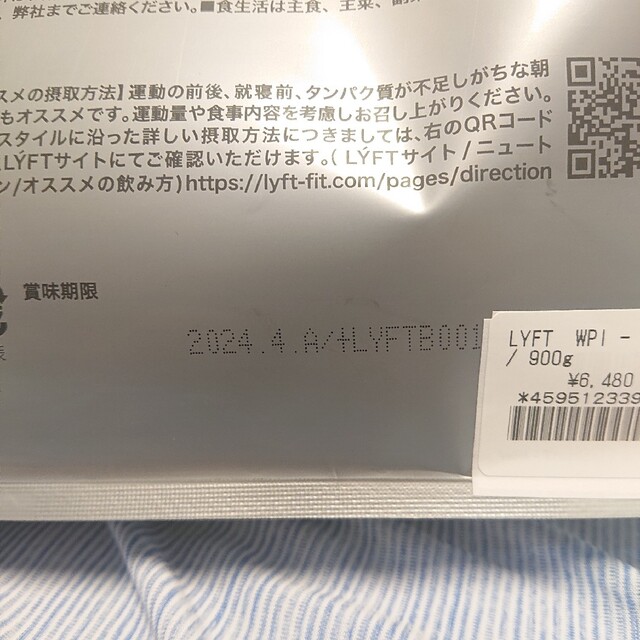 弊社までご連絡ください。■食生活は主食、主菜、副
スメの摂取方法】運動の前後、就寝前、タンパク質が不足しがちな朝
もオススメです。運動量や食事内容を考慮しお召し上がりください。
スタイルに沿った詳しい摂取方法につきましては、右のQRコード
LÝFTサイトにてご確認いただけます。( LÝFTサイト / ニュート
ン/オススメの飲み方)https://lyft-fit.com/pages/direction
賞味期限
2024.4.A/4LYFTB001
LYFT WPI -
/ 900g
¥6,480
*459512339